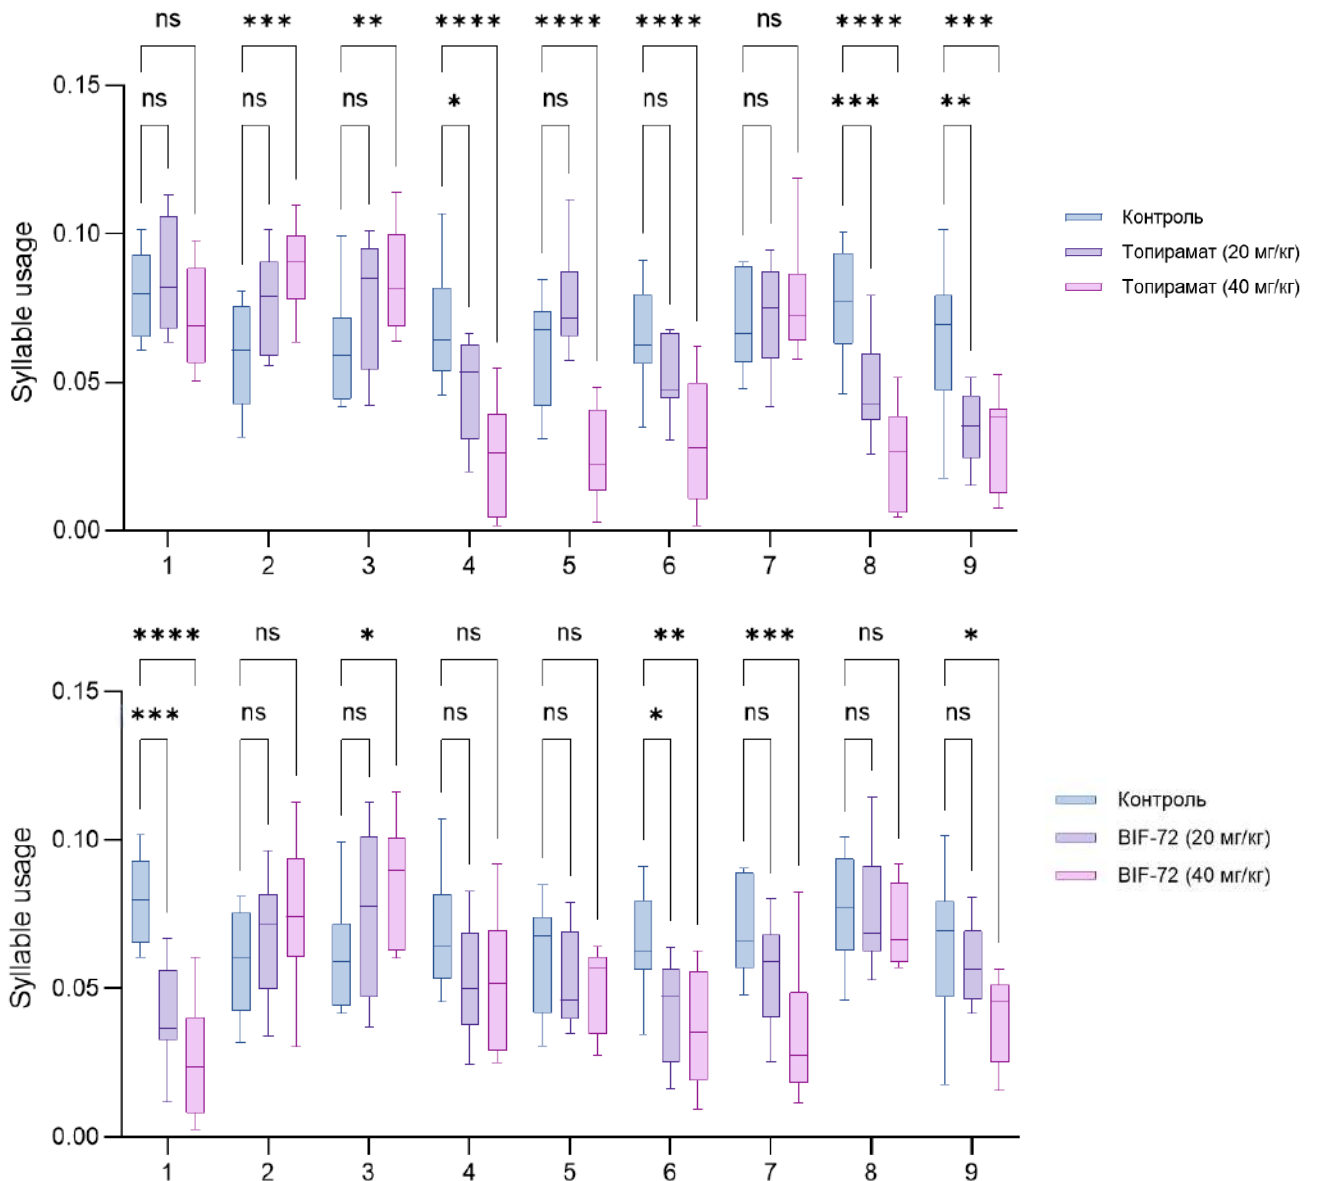 ns *** ** **** **** **** ns **** ***
0.15
ns ns ns * ns ns ns *** **
0.10
0.05
0.00
Syllable usage
1 2 3 4 5 6 7 8 9
Контроль
Топирамат (20 мг/кг)
Топирамат (40 мг/кг)
**** ns * ns ns ** *** ns *
0.15
*** ns ns ns ns * ns ns ns
0.10
0.05
0.00
Syllable usage
1 2 3 4 5 6 7 8 9
Контроль
BIF-72 (20 мг/кг)
BIF-72 (40 мг/кг)